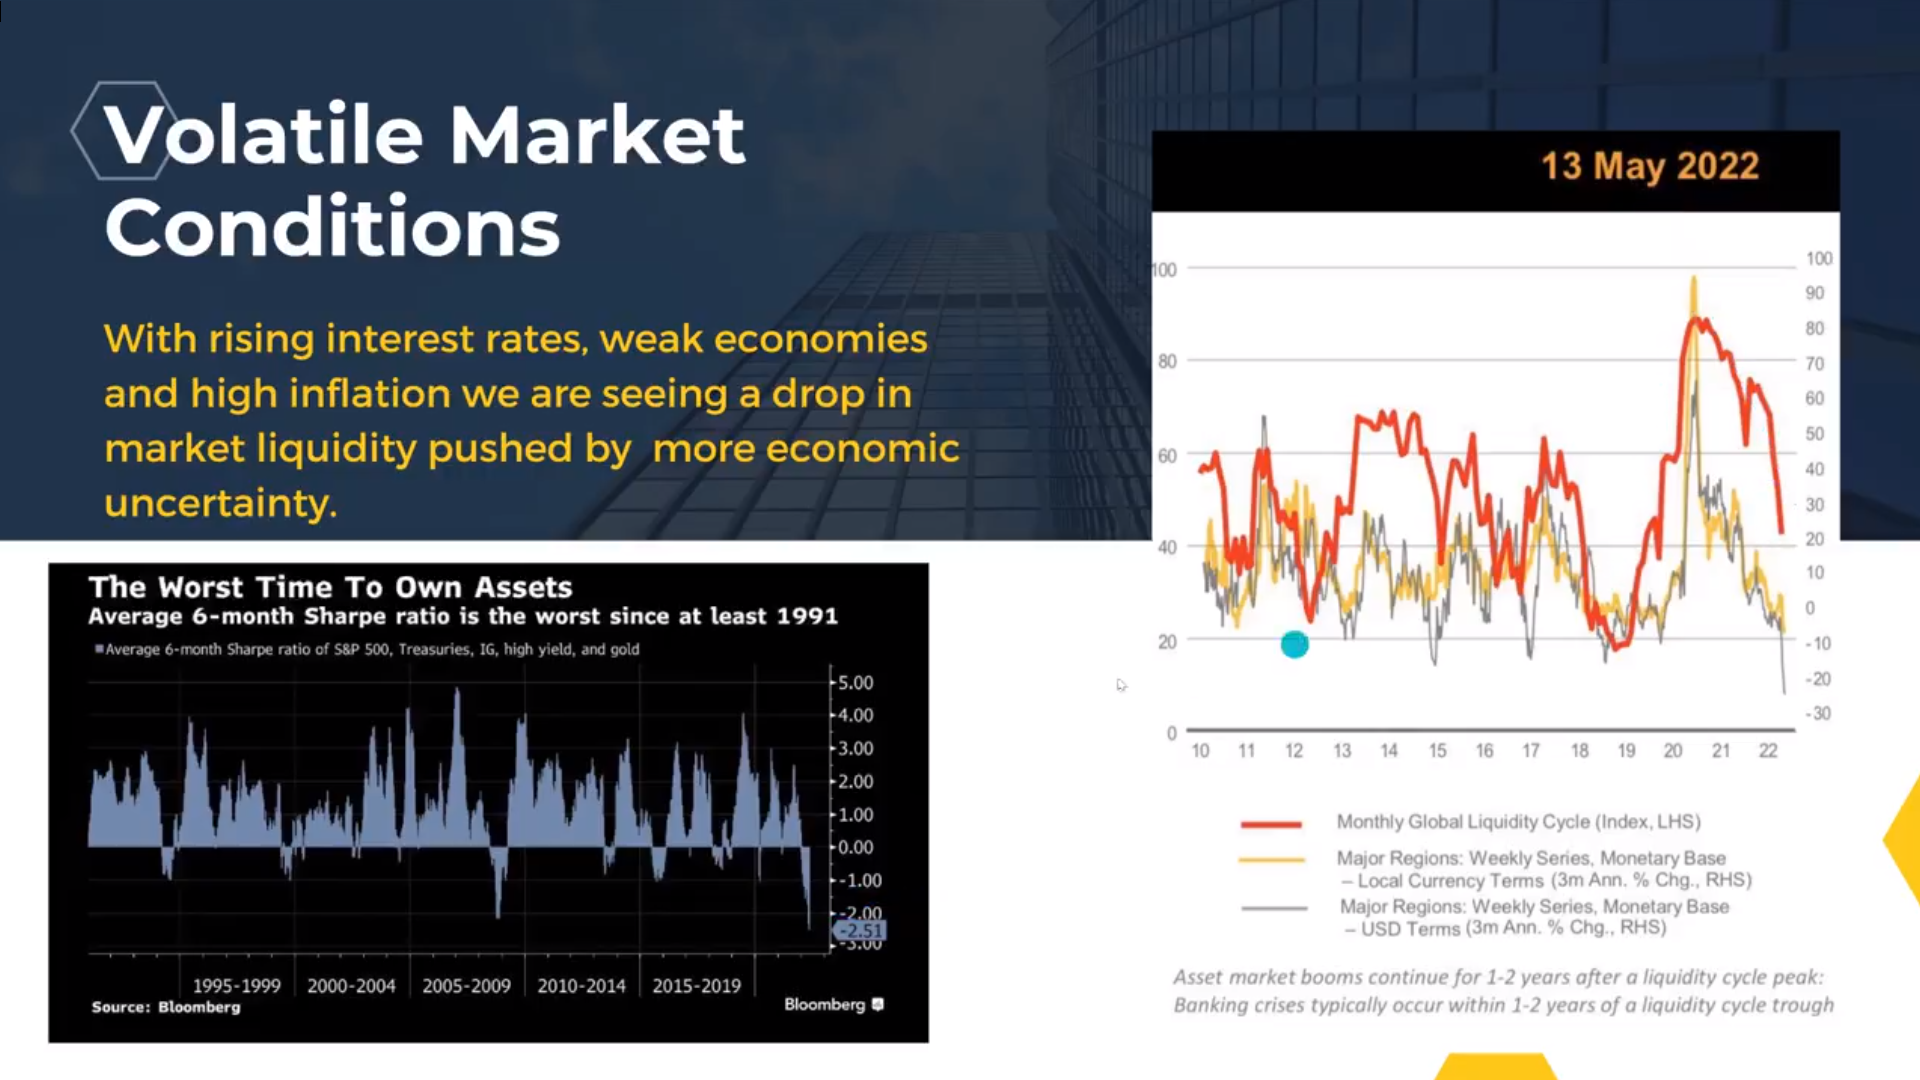 Volatile Market
Conditions
With rising interest rates, weak economies
and high inflation we are seeing a drop in
market liquidity pushed by  more economic
uncertainty.
The Worst Time To Own Assets
Average 6-month Sharpe ratio is the worst since at least 1991
Average 6-month Sharpe ratio of S&P 500, Treasuries, IG, high yield, and gold
5.00
4.00
3.00
2.00
1.00
0.00
-1.00
-2.00
-2.51
-3.00
1995-1999 2000-2004 2005-2009 2010-2014 2015-2019
Source: Bloomberg
Bloomberg
13 May 2022
100
80
60
40
20
0
100
90
80
70
60
50
40
30
20
10
0
-10
-20
-30
10 11 12 13 14 15 16 17 18 19 20 21 22
Monthly Global Liquidity Cycle (Index, LHS)
Major Regions: Weekly Series, Monetary Base
– Local Currency Terms (3m Ann. % Chg., RHS)
Major Regions: Weekly Series, Monetary Base
– USD Terms (3m Ann. % Chg., RHS)
Asset market booms continue for 1-2 years after a liquidity cycle peak:
Banking crises typically occur within 1-2 years of a liquidity cycle trough